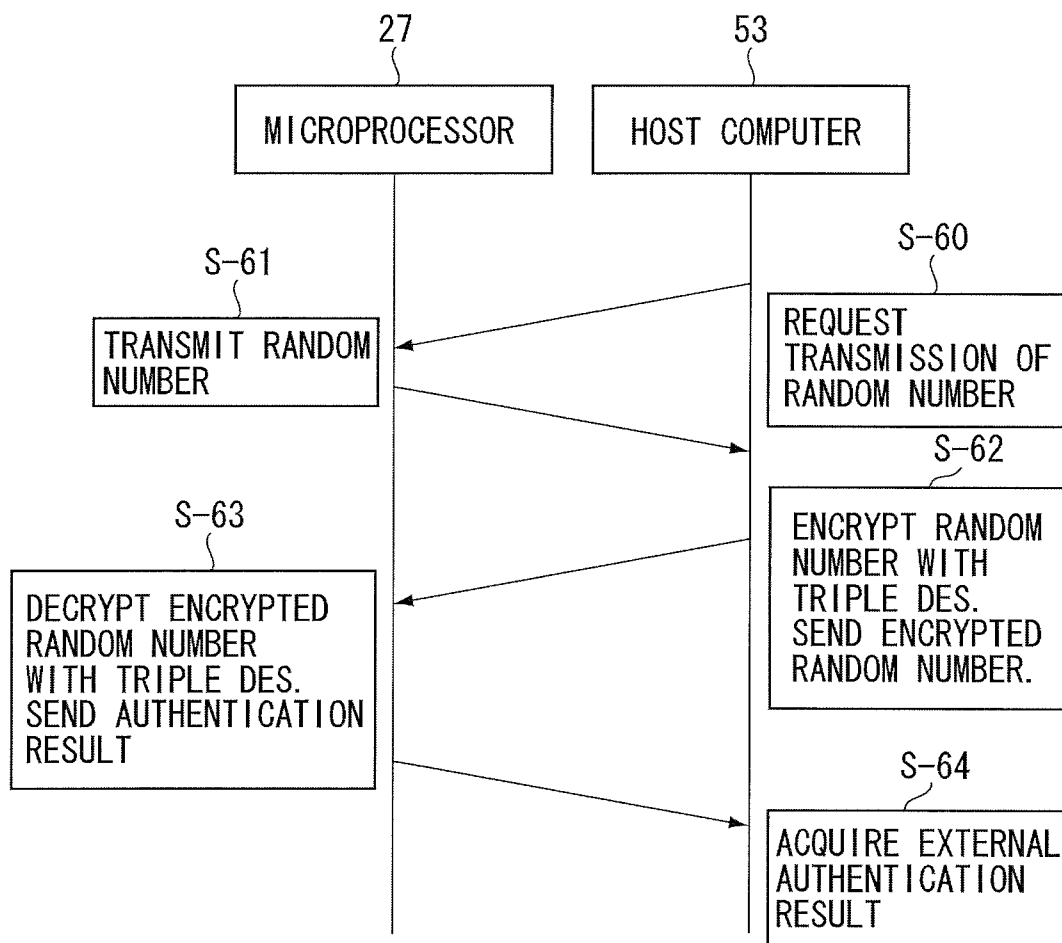 27
53
MICROPROCESSOR
HOST COMPUTER
S-60
REQUEST
TRANSMISSION OF
RANDOM NUMBER
S-61
TRANSMIT RANDOM
NUMBER
S-62
ENCRYPT RANDOM
NUMBER WITH
TRIPLE DES.
SEND ENCRYPTED
RANDOM NUMBER.
S-63
DECRYPT ENCRYPTED
RANDOM NUMBER
WITH TRIPLE DES.
SEND AUTHENTICATION
RESULT
S-64
ACQUIRE EXTERNAL
AUTHENTICATION
RESULT